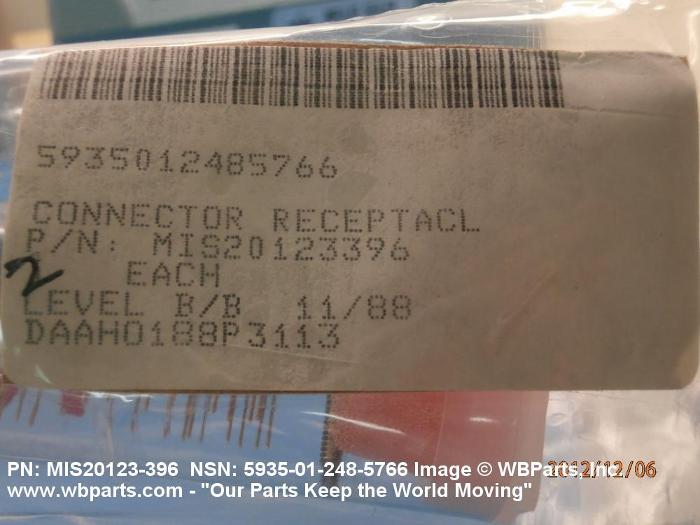 5935012485766
CONNECTOR RECEPTACL
P/N: MIS20123396
2 EACH
LEVEL B/B 11/88
DAAH0188P3113
PN: MIS20123-396 NSN: 5935-01-248-5766 Image © WBParts, Inc.
2012/12/06
www.wbparts.com - "Our Parts Keep the World Moving"